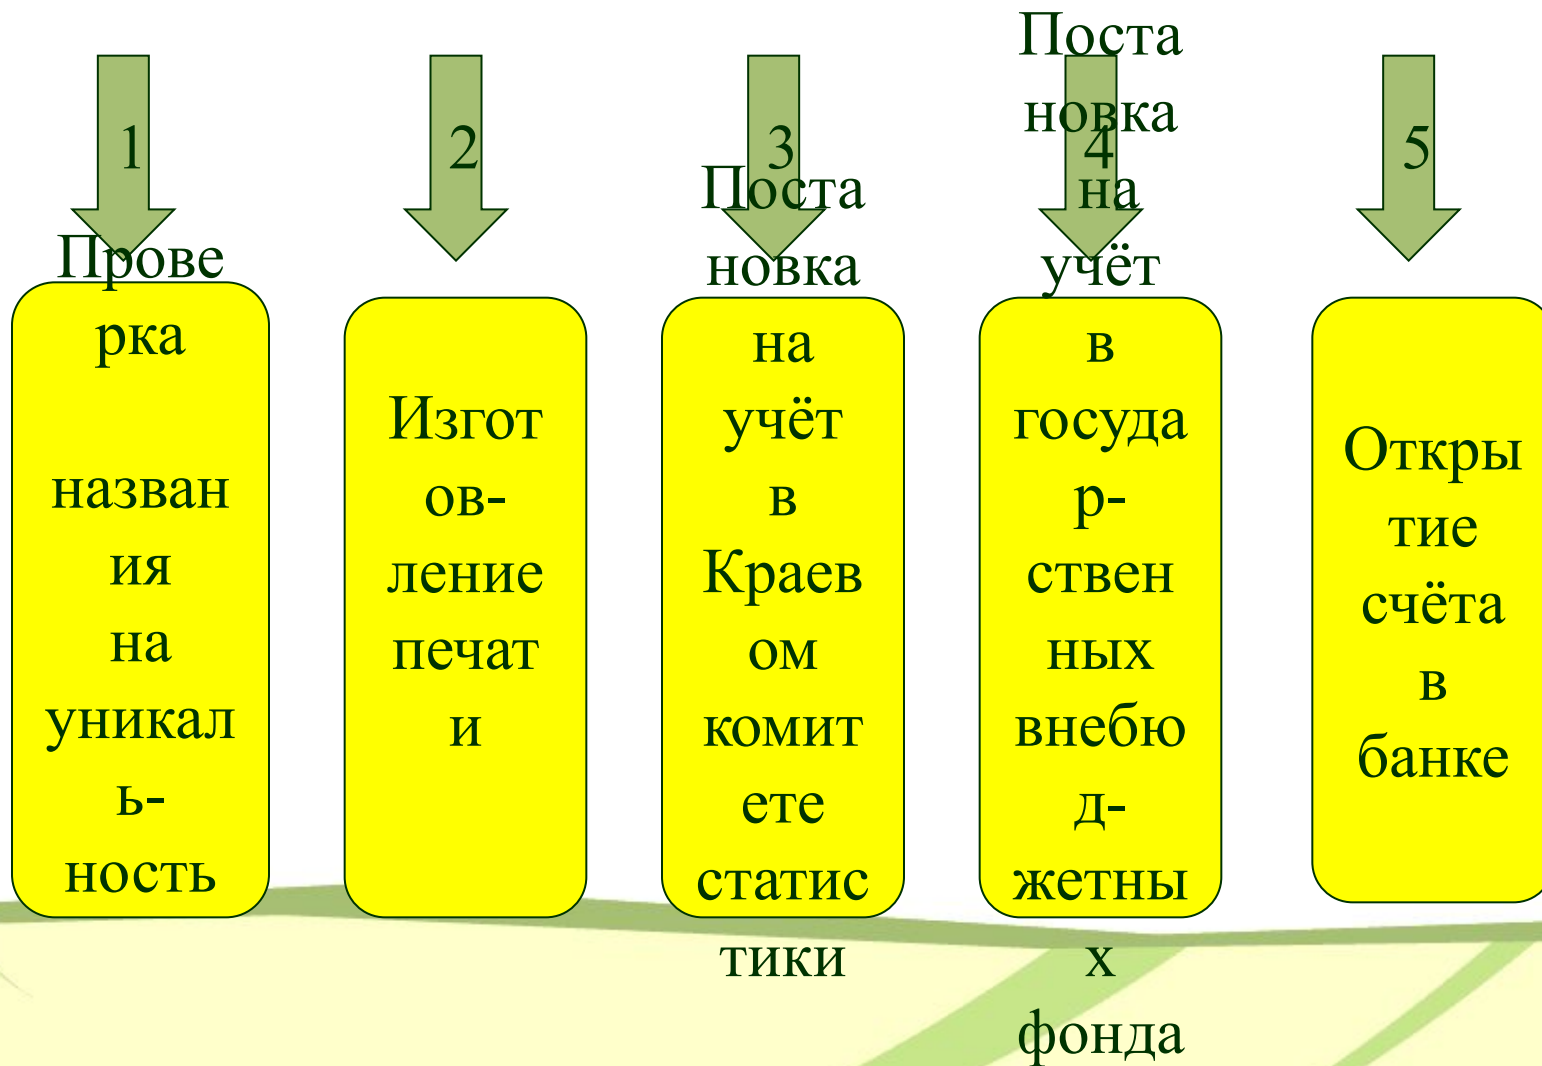 1
Прове
рка
назван
ия
на
уникал
ь-
ность
2
Изгот
ов-
ление
печат
и
3
Поста
новка
на
учёт
в
Краев
ом
комит
ете
статис
тики
4
Поста
новка
на
учёт
в
госуда
р-
ствен
ных
внебю
д-
жетны
х
фонда
5
Откры
тие
счёта
в
банке